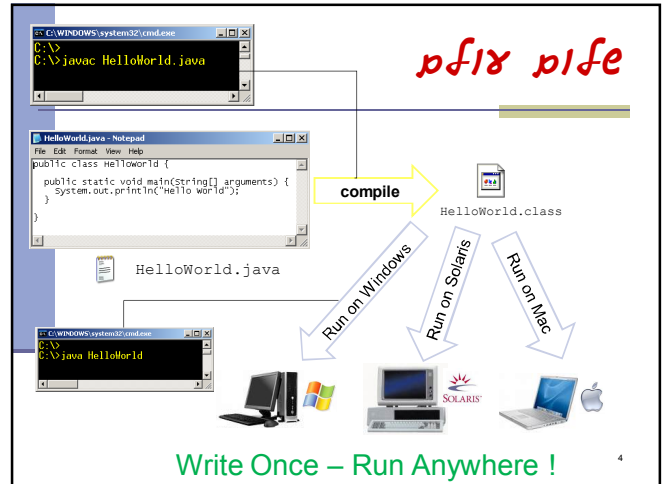 C:\WINDOWS\system32\cmd.exe
C:\>
C:\>javac HelloWorld.java
שלום עולם
HelloWorld.java - Notepad
File Edit Format View Help
public class HelloWorld {
public static void main(String[] arguments) {
System.out.println("Hello World");
}
}
compile
HelloWorld.class
HelloWorld.java
Run on Windows
Run on Solaris
Run on Mac
C:\WINDOWS\system32\cmd.exe
C:\>
C:\>java HelloWorld
SOLARIS
Write Once – Run Anywhere !
4